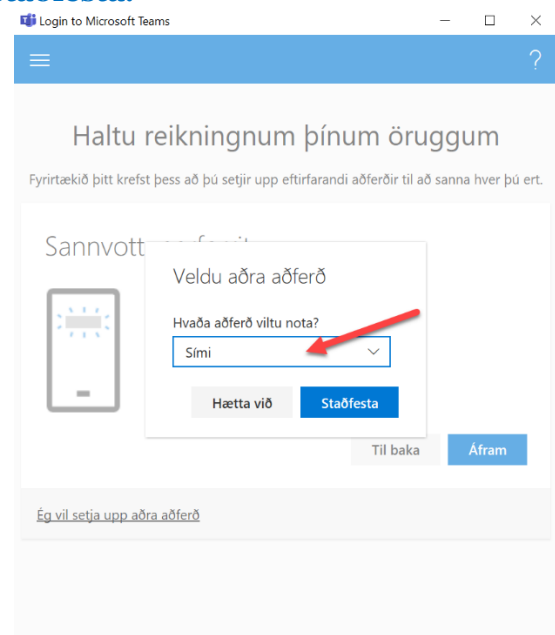 Login to Microsoft Teams
?
Haltu reikningnum þínum öruggum
Fyrirtækið þitt krefst þess að þú setjir upp eftirfarandi aðferðir til að sanna hver þú ert.
Sannvott
Veldu aðra aðferð
Hvaða aðferð viltu nota?
Sími
Hætta við Staðfesta
Til baka Áfram
Ég vil setja upp aðra aðferð